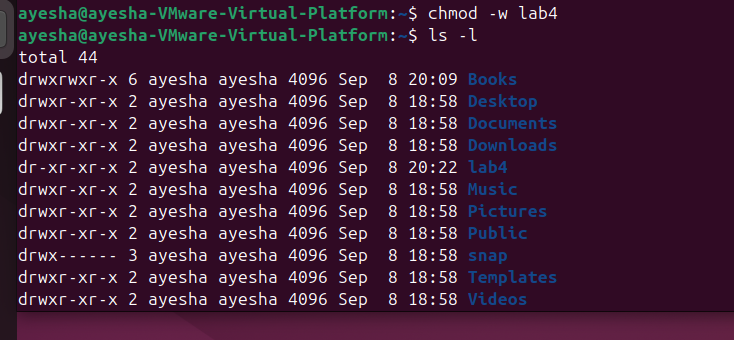 ayesha@ayesha-VMware-Virtual-Platform:~$ chmod -w lab4
ayesha@ayesha-VMware-Virtual-Platform:~$ ls -l
total 44
drwxrwxr-x 6 ayesha ayesha 4096 Sep  8 20:09 Books
drwxr-xr-x 2 ayesha ayesha 4096 Sep  8 18:58 Desktop
drwxr-xr-x 2 ayesha ayesha 4096 Sep  8 18:58 Documents
drwxr-xr-x 2 ayesha ayesha 4096 Sep  8 18:58 Downloads
dr-xr-xr-x 2 ayesha ayesha 4096 Sep  8 20:22 lab4
drwxr-xr-x 2 ayesha ayesha 4096 Sep  8 18:58 Music
drwxr-xr-x 2 ayesha ayesha 4096 Sep  8 18:58 Pictures
drwxr-xr-x 2 ayesha ayesha 4096 Sep  8 18:58 Public
drwx------ 3 ayesha ayesha 4096 Sep  8 18:58 snap
drwxr-xr-x 2 ayesha ayesha 4096 Sep  8 18:58 Templates
drwxr-xr-x 2 ayesha ayesha 4096 Sep  8 18:58 Videos